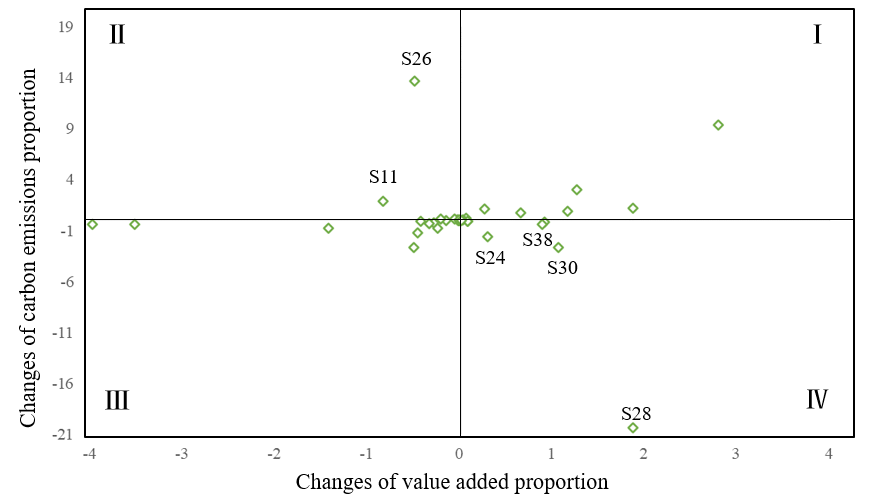 Changes of carbon emissions proportion
19
14
9
4
-1
-6
-11
-16
-21
II
I
S26
S11
S38
S24
S30
III
IV
S28
-4 -3 -2 -1 0 1 2 3 4
Changes of value added proportion